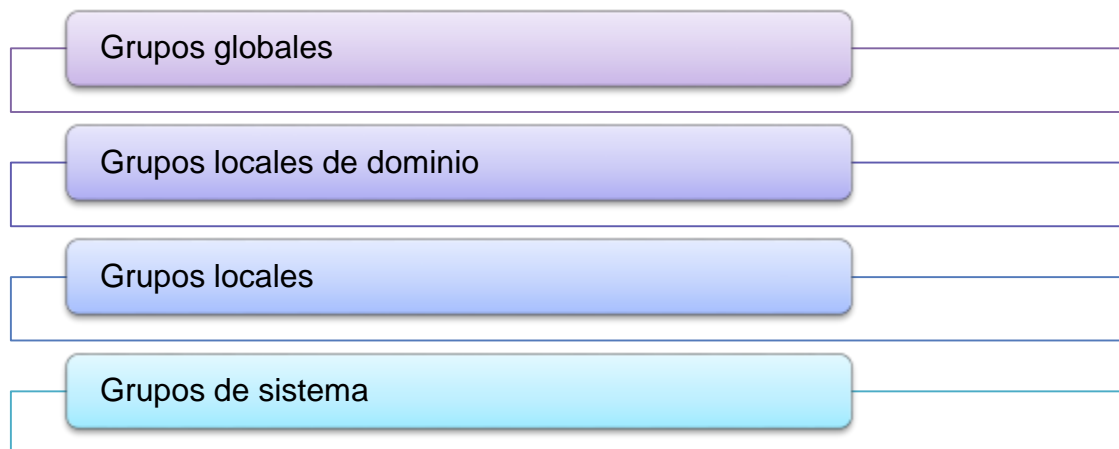 Grupos globales
Grupos locales de dominio
Grupos locales
Grupos de sistema